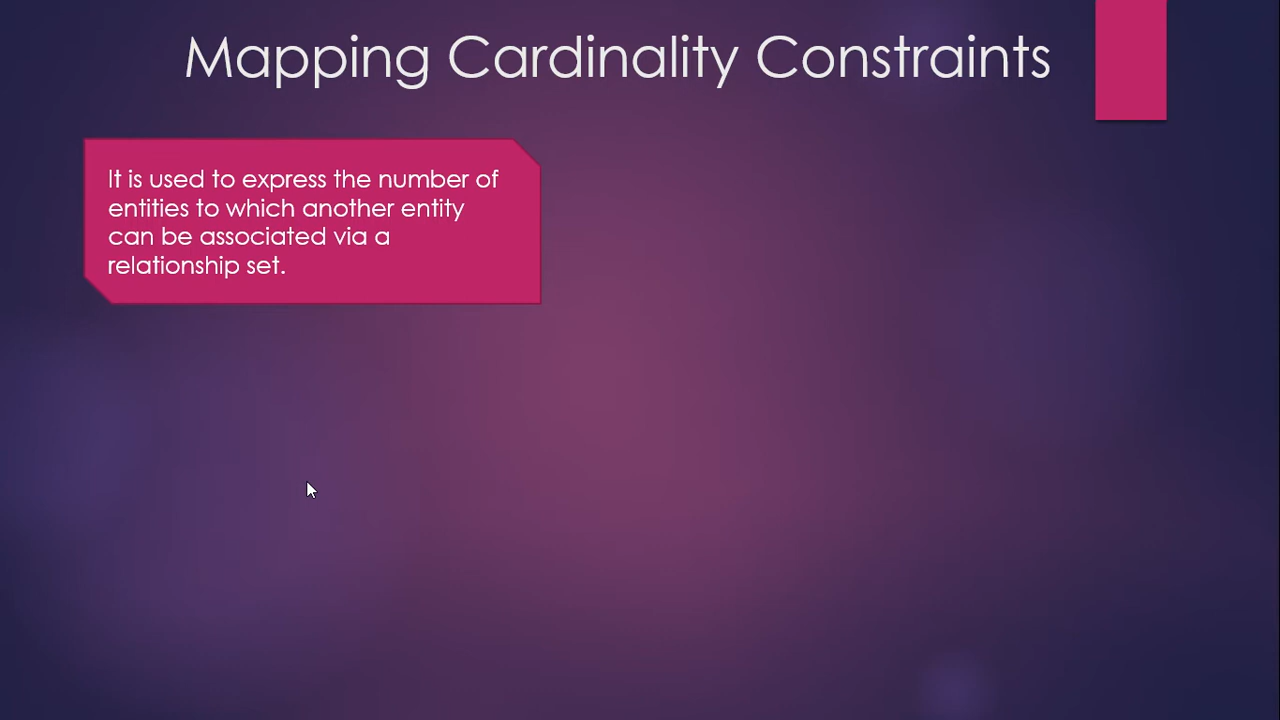 Mapping Cardinality Constraints
It is used to express the number of
entities to which another entity
can be associated via a
relationship set.